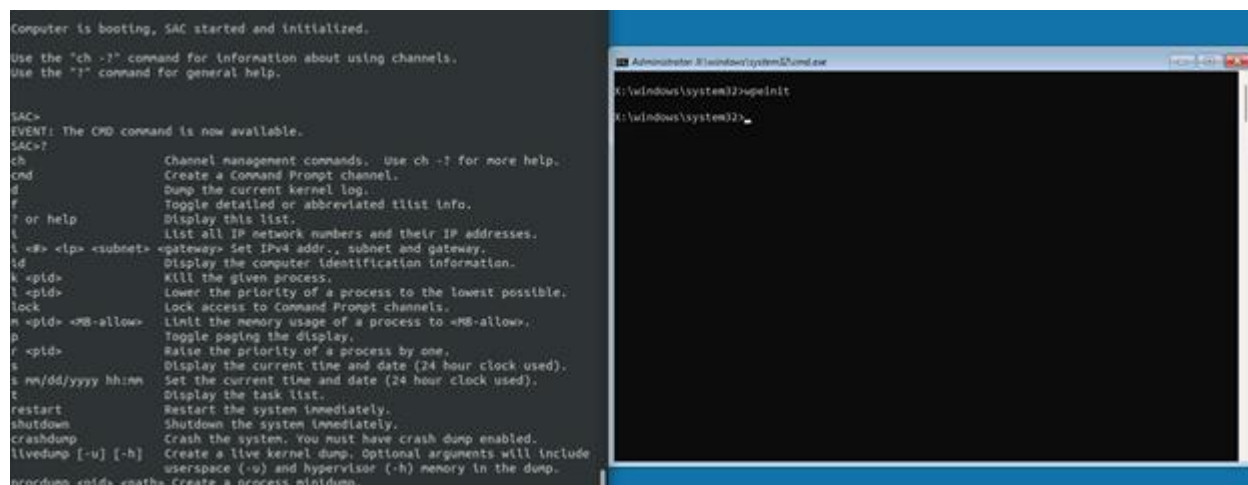 Computer is booting, SAC started and initialized.
Use the "ch -?" command for information about using channels.
Use the "?" command for general help.
SAC>
EVENT: The CMD command is now available.
SAC>?
ch Channel management commands. Use ch -? for more help.
cmd Create a Command Prompt channel.
d Dump the current kernel log.
f Toggle detailed or abbreviated tlist info.
? or help Display this list.
i List all IP network numbers and their IP addresses.
i <#> <ip> <subnet> <gateway> Set IPv4 addr., subnet and gateway.
id Display the computer identification information.
k <pid> Kill the given process.
l <pid> Lower the priority of a process to the lowest possible.
lock Lock access to Command Prompt channels.
m <pid> <MB-allow> Limit the memory usage of a process to <MB-allow>.
p Toggle paging the display.
r <pid> Raise the priority of a process by one.
s Display the current time and date (24 hour clock used).
s mm/dd/yyyy hh:mm Set the current time and date (24 hour clock used).
t Display the task list.
restart Restart the system immediately.
shutdown Shutdown the system immediately.
crashdump Crash the system. You must have crash dump enabled.
livedump [-u] [-h] Create a live kernel dump. Optional arguments will include
userspace (-u) and hypervisor (-h) memory in the dump.
procdump <pid> <path> Create a process minidump.
Administrator: X:\windows\system32\cmd.exe
X:\windows\system32>wpeinit
X:\windows\system32>